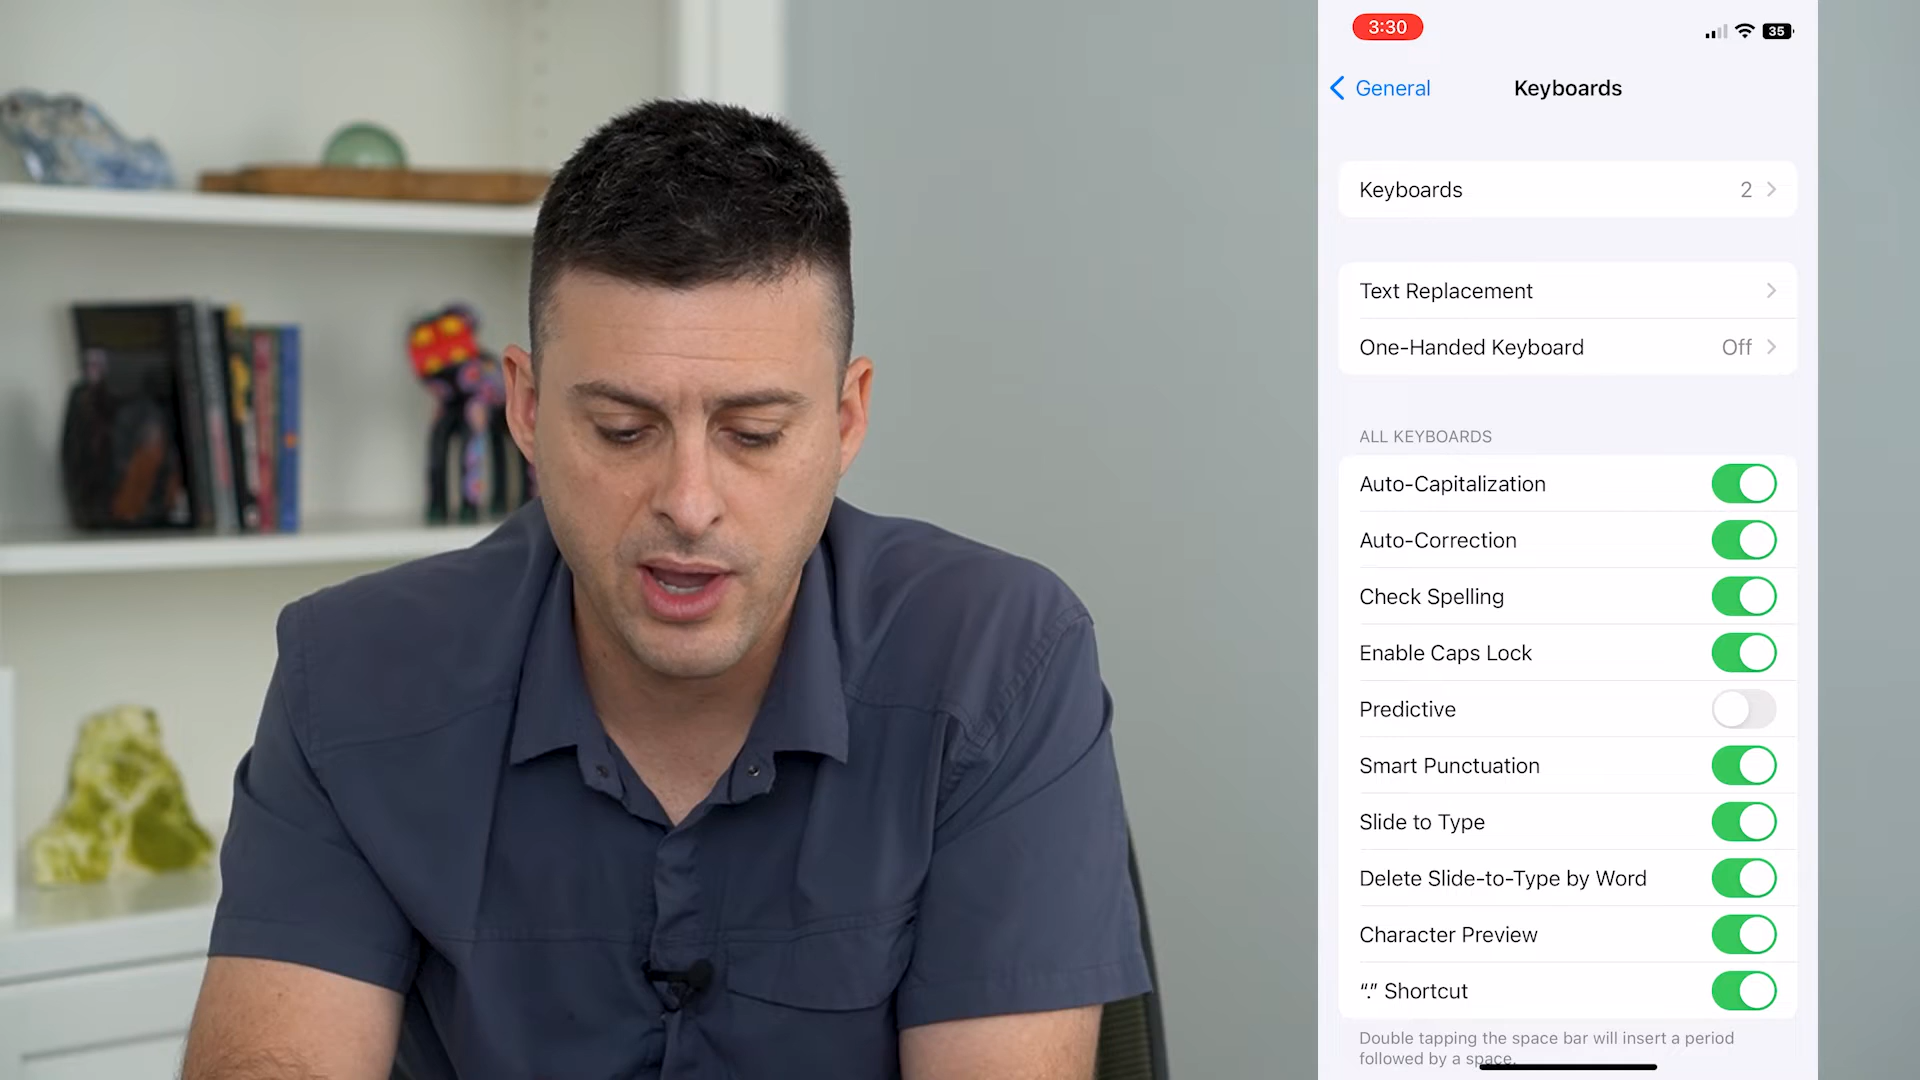 3:30
35
General
Keyboards
Keyboards 2
Text Replacement
One-Handed Keyboard Off
ALL KEYBOARDS
Auto-Capitalization
Auto-Correction
Check Spelling
Enable Caps Lock
Predictive
Smart Punctuation
Slide to Type
Delete Slide-to-Type by Word
Character Preview
“.” Shortcut
Double tapping the space bar will insert a period
followed by a space.